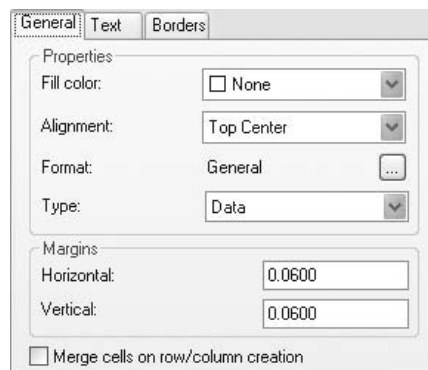 General Text Borders
Properties
Fill color: None
Alignment: Top Center
Format: General ...
Type: Data
Margins
Horizontal: 0.0600
Vertical: 0.0600
Merge cells on row/column creation